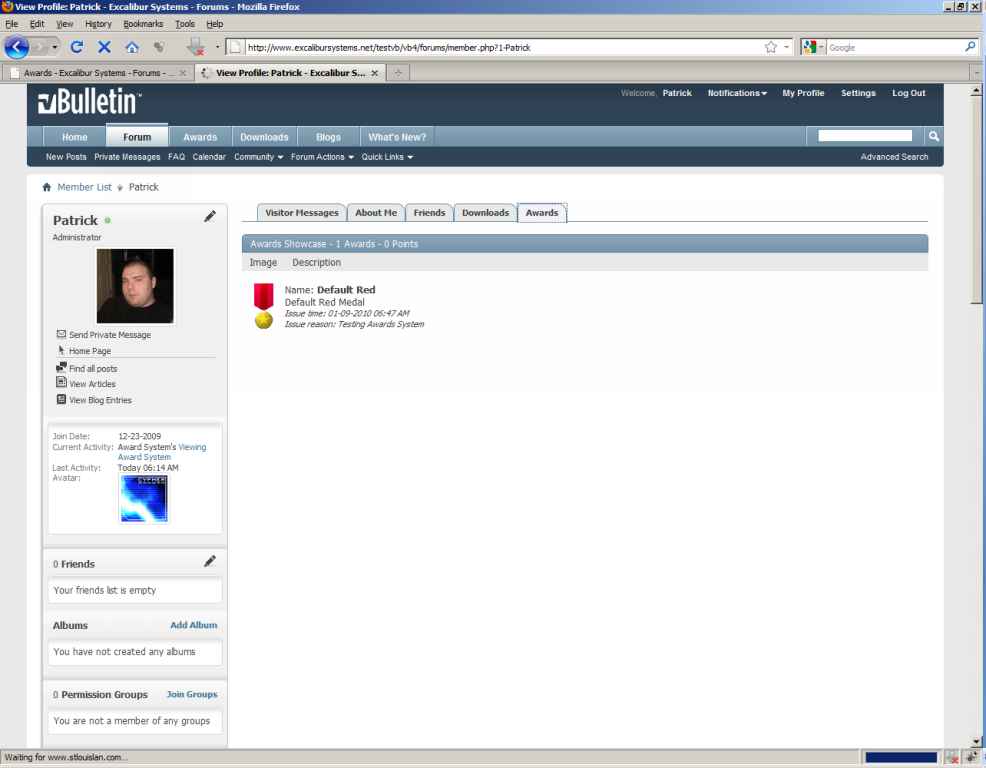 View Profile: Patrick - Excalibur Systems - Forums - Mozilla Firefox
File Edit View History Bookmarks Tools Help
http://www.excalibursystems.net/testvb/vb4/forums/member.php?1-Patrick
Google
Awards - Excalibur Systems - Forums - ...
View Profile: Patrick - Excalibur S...
vBulletin™
Welcome, Patrick Notifications My Profile Settings Log Out
Home Forum Awards Downloads Blogs What's New?
New Posts Private Messages FAQ Calendar Community Forum Actions Quick Links Advanced Search
Member List Patrick
Patrick
Administrator
Send Private Message
Home Page
Find all posts
View Articles
View Blog Entries
Join Date: 12-23-2009
Current Activity: Award System's Viewing
Award System
Last Activity: Today 06:14 AM
Avatar:
CYPHER
0 Friends
Your friends list is empty
Albums Add Album
You have not created any albums
0 Permission Groups Join Groups
You are not a member of any groups
Visitor Messages About Me Friends Downloads Awards
Awards Showcase - 1 Awards - 0 Points
Image Description
Name: Default Red
Default Red Medal
Issue time: 01-09-2010 06:47 AM
Issue reason: Testing Awards System
Waiting for www.stlouislan.com...